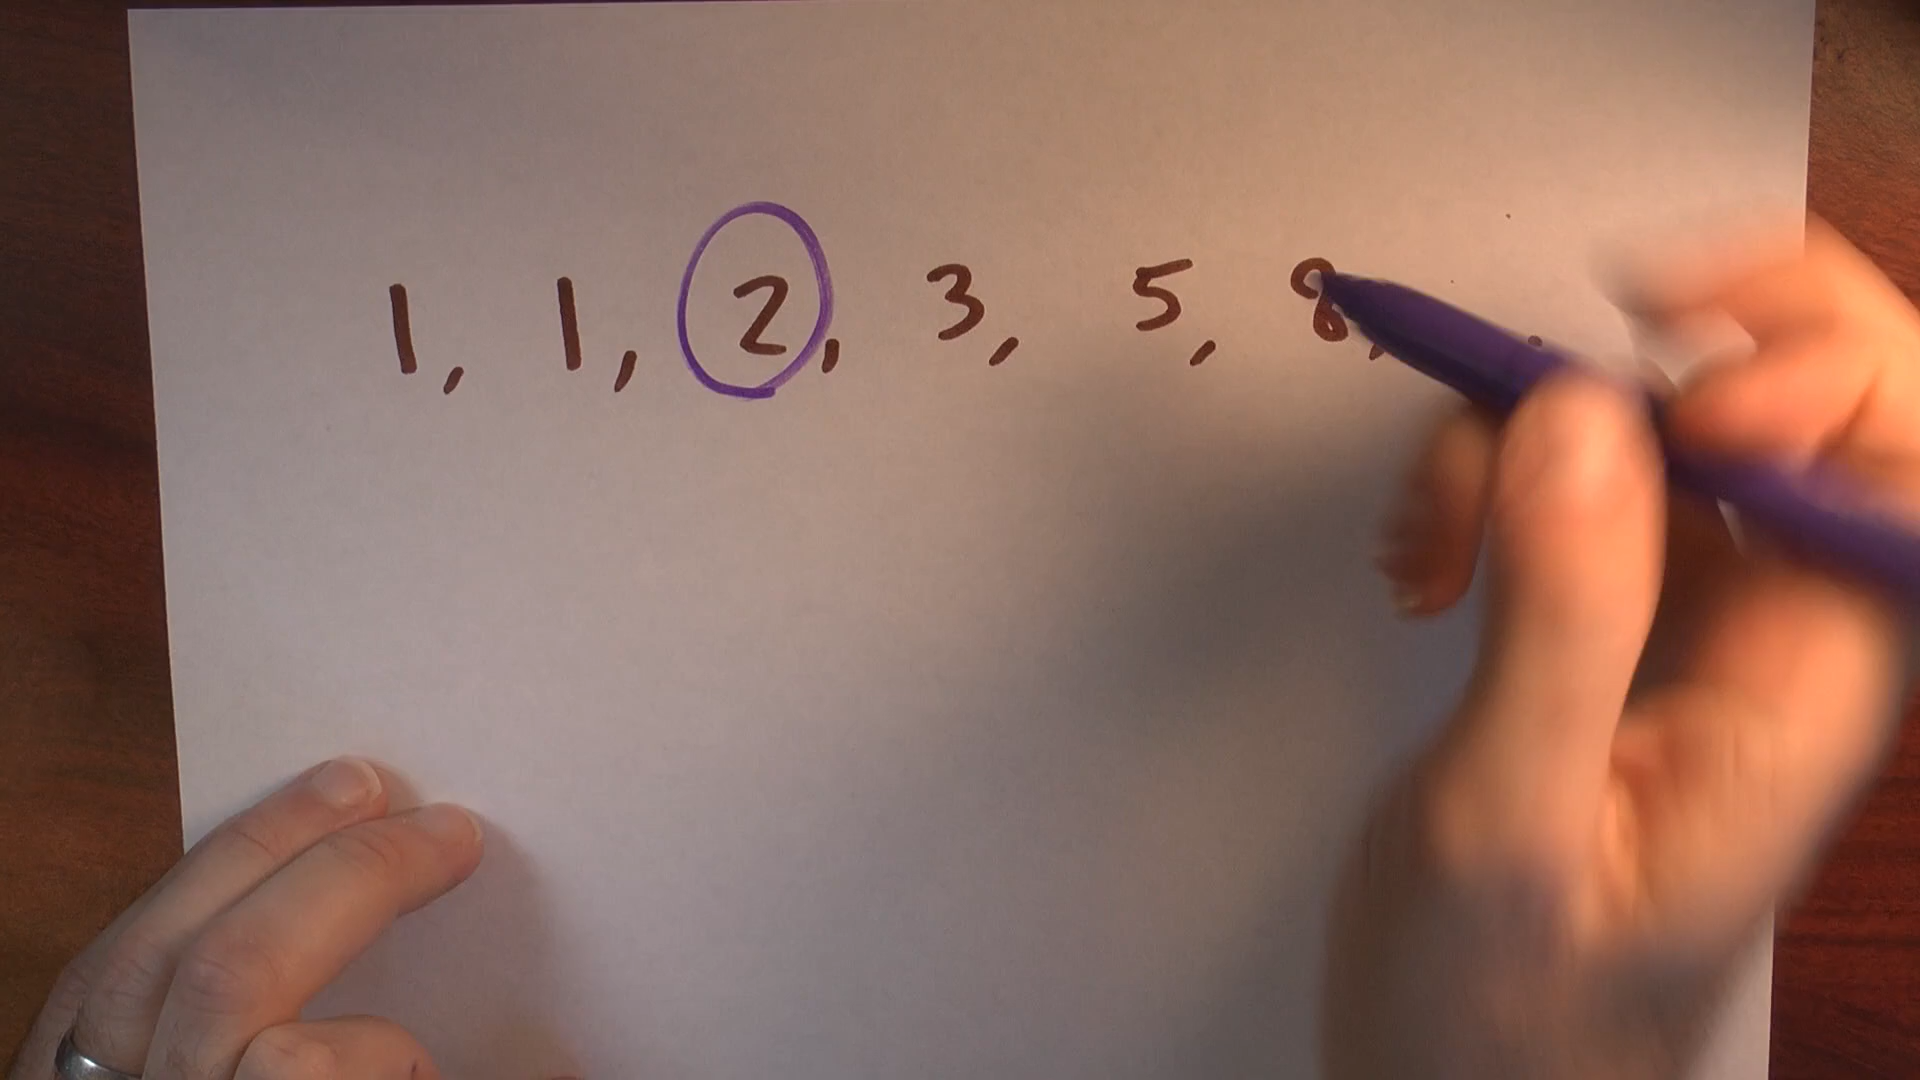 1, 1, 2, 3, 5, 8,